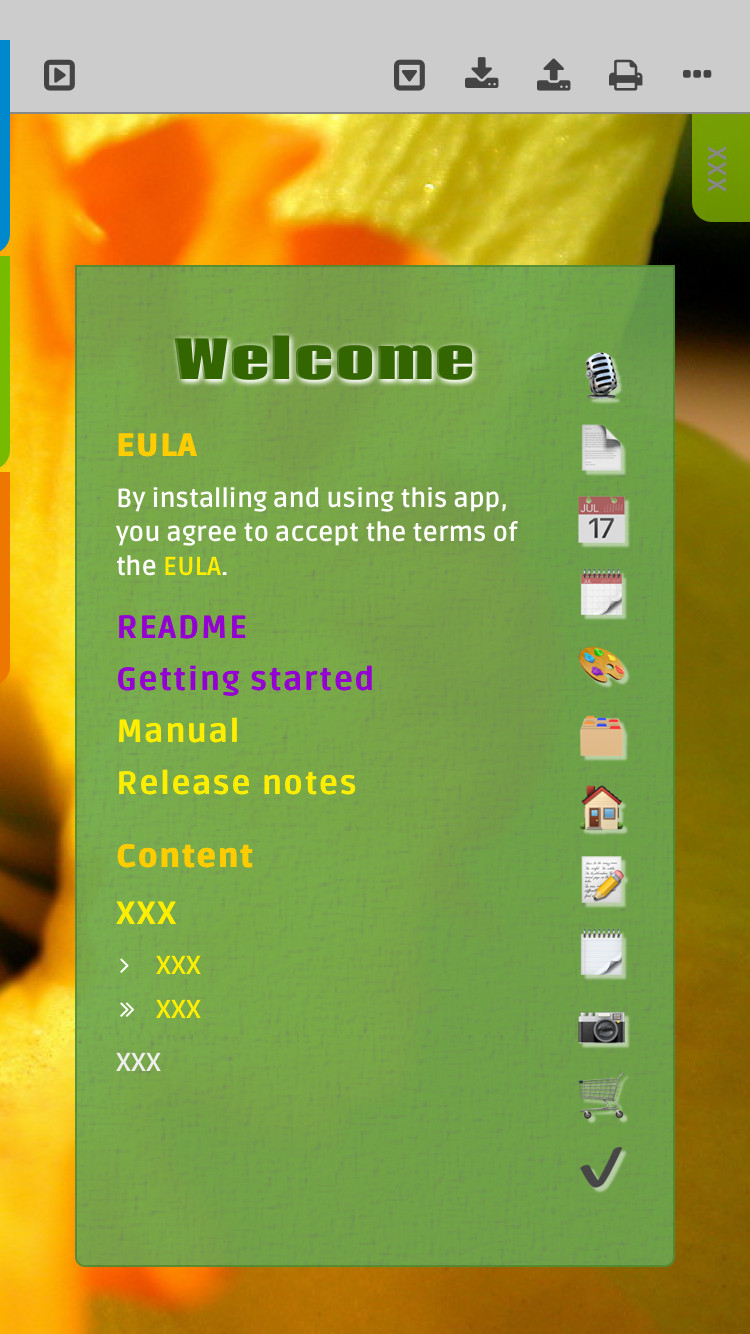 XXX
Welcome
EULA
By installing and using this app,
you agree to accept the terms of
the EULA.
README
Getting started
Manual
Release notes
Content
XXX
> XXX
» XXX
XXX
JUL
17